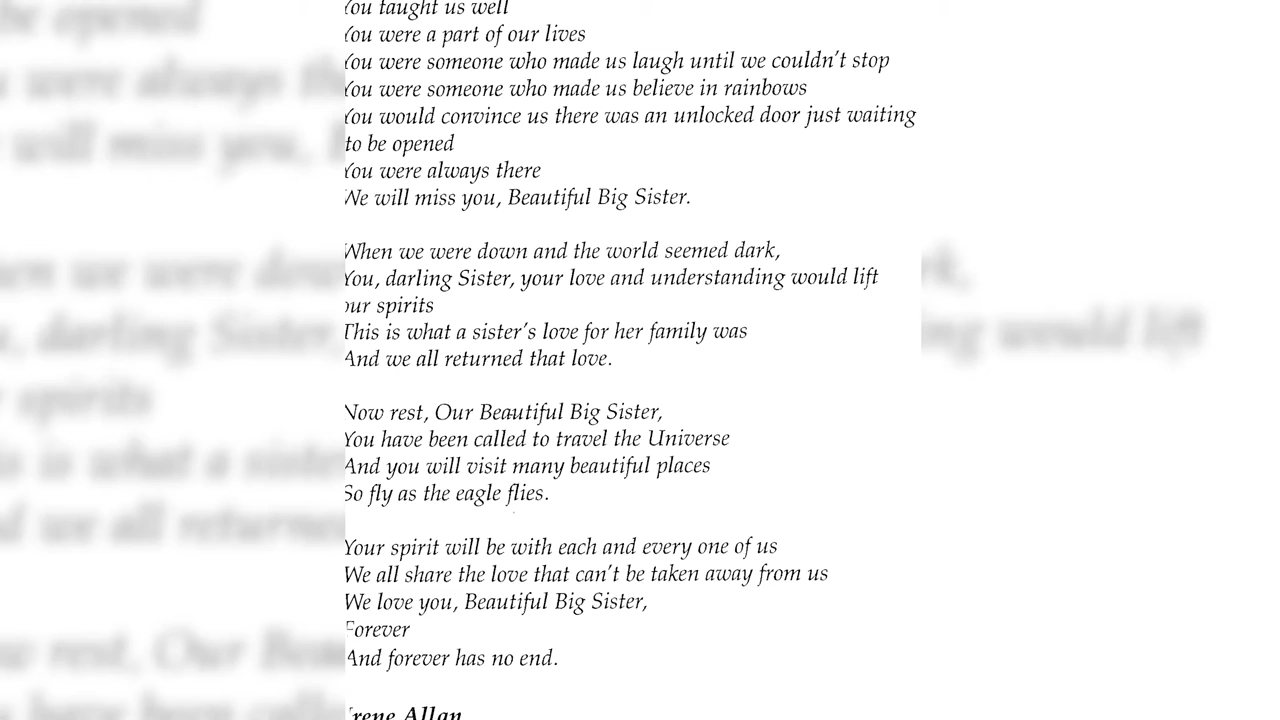 You taught us well
You were a part of our lives
You were someone who made us laugh until we couldn't stop
You were someone who made us believe in rainbows
You would convince us there was an unlocked door just waiting
to be opened
You were always there
We will miss you, Beautiful Big Sister.
When we were down and the world seemed dark,
You, darling Sister, your love and understanding would lift
our spirits
This is what a sister's love for her family was
And we all returned that love.
Now rest, Our Beautiful Big Sister,
You have been called to travel the Universe
And you will visit many beautiful places
So fly as the eagle flies.
Your spirit will be with each and every one of us
We all share the love that can't be taken away from us
We love you, Beautiful Big Sister,
Forever
And forever has no end.
Irene Allan